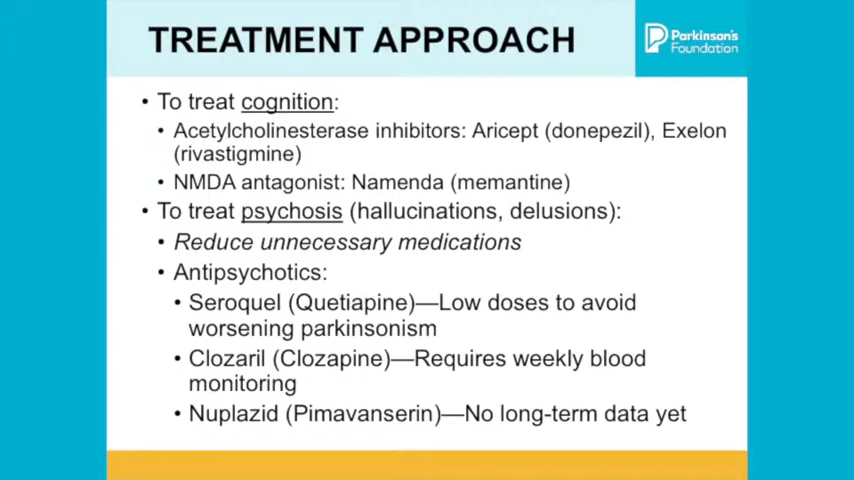 TREATMENT APPROACH
Parkinson's
Foundation
• To treat cognition:
• Acetylcholinesterase inhibitors: Aricept (donepezil), Exelon
(rivastigmine)
• NMDA antagonist: Namenda (memantine)
• To treat psychosis (hallucinations, delusions):
• Reduce unnecessary medications
• Antipsychotics:
• Seroquel (Quetiapine)—Low doses to avoid
worsening parkinsonism
• Clozaril (Clozapine)—Requires weekly blood
monitoring
• Nuplazid (Pimavanserin)—No long-term data yet